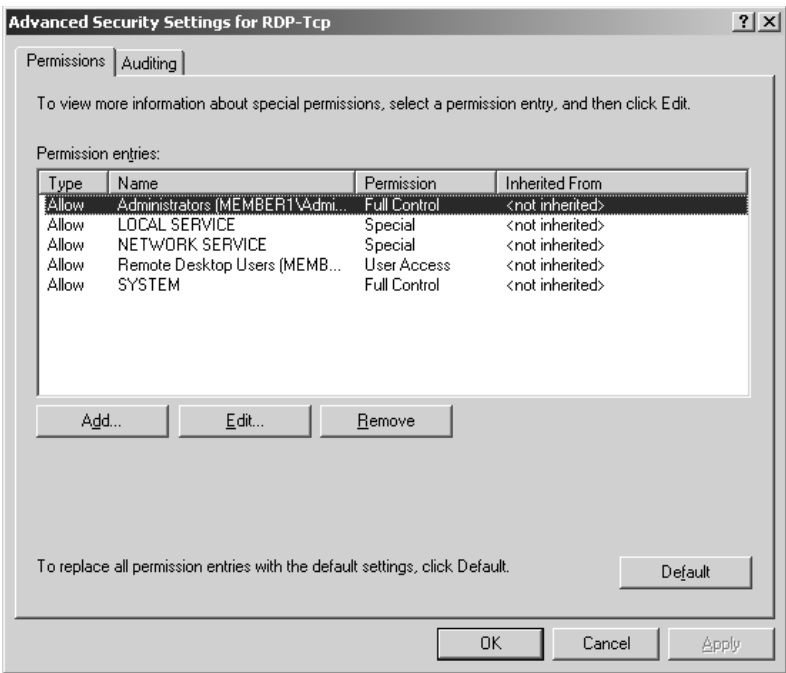 Advanced Security Settings for RDP-Tcp
Permissions Auditing
To view more information about special permissions, select a permission entry, and then click Edit.
Permission entries:
Type Name Permission Inherited From
Allow Administrators (MEMBER1\Admi... Full Control <not inherited>
Allow LOCAL SERVICE Special <not inherited>
Allow NETWORK SERVICE Special <not inherited>
Allow Remote Desktop Users (MEMB... User Access <not inherited>
Allow SYSTEM Full Control <not inherited>
Add... Edit... Remove
To replace all permission entries with the default settings, click Default.
Default
OK Cancel Apply